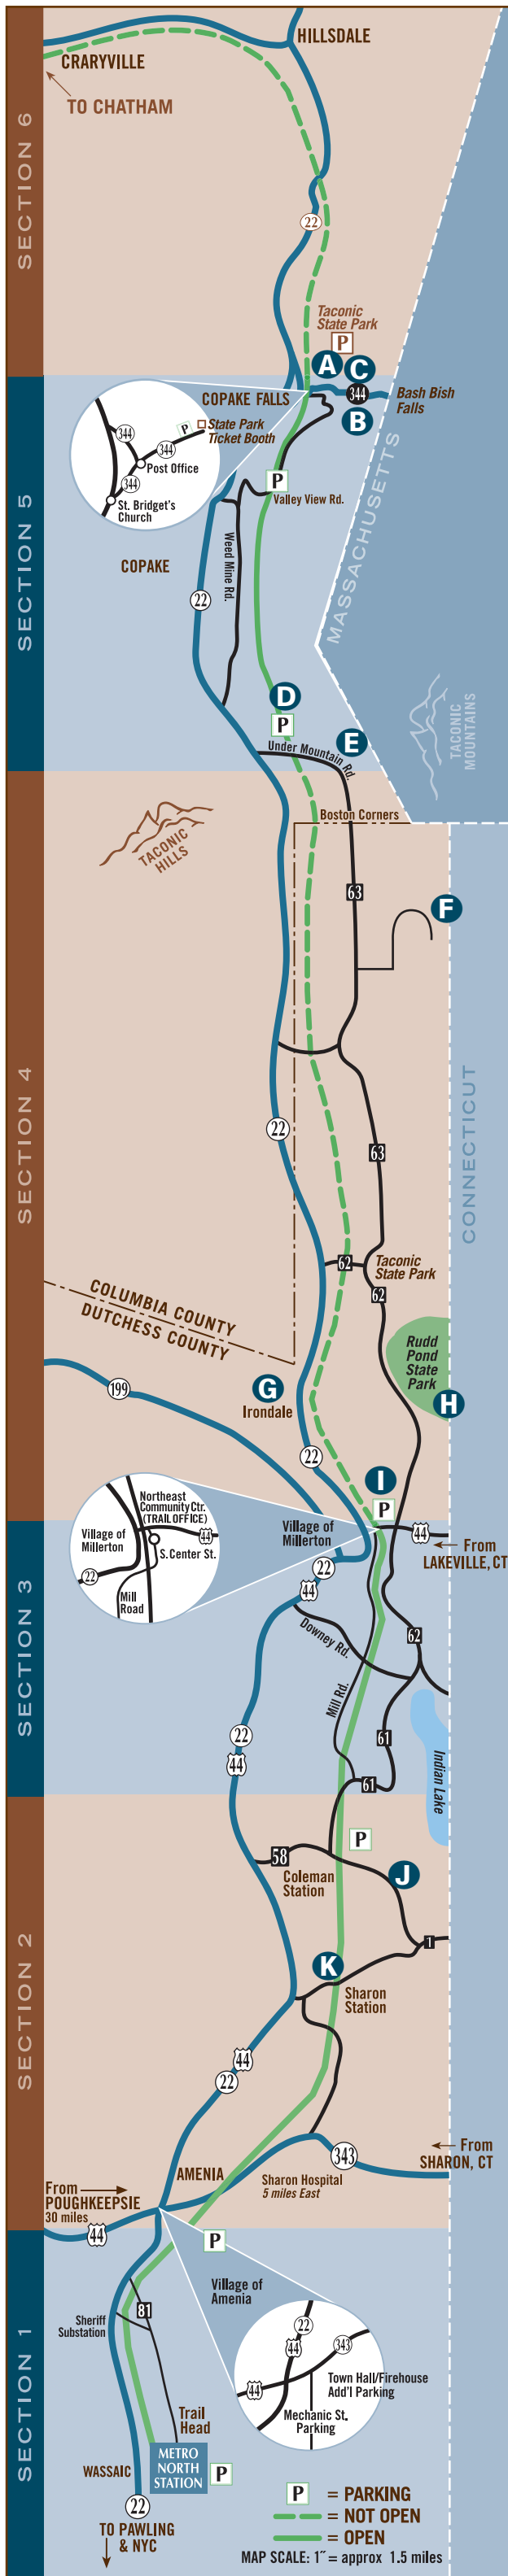 HILLSDALE
CRARYVILLE
TO CHATHAM
SECTION 6
22
Taconic
State Park
P
A
C
344
B
Bash Bish
Falls
COPAKE FALLS
344
P
State Park
Ticket Booth
344
Post Office
344
St. Bridget's
Church
P
Valley View Rd.
MASSACHUSETTS
SECTION 5
COPAKE
Weed Mine Rd.
22
D
P
E
Under Mountain Rd.
TACONIC
MOUNTAINS
Boston Corners
TACONIC
HILLS
63
F
SECTION 4
CONNECTICUT
22
63
62
Taconic
State Park
62
COLUMBIA COUNTY
DUTCHESS COUNTY
Rudd
Pond
State
Park
199
G
Irondale
H
22
I
P
Northeast
Community Ctr.
(TRAIL OFFICE)
Village of
Millerton
44
S.Center St.
22
Mill
Road
Village of
Millerton
44
From
LAKEVILLE, CT
22
44
SECTION 3
Downey Rd.
62
Mill Rd.
22
44
61
Indian Lake
61
P
58
Coleman
Station
J
SECTION 2
1
K
Sharon
Station
44
22
343
From
SHARON, CT
AMENIA
Sharon Hospital
5 miles East
From
POUGHKEEPSIE
30 miles
44
P
SECTION 1
81
Sheriff
Substation
Village of
Amenia
22
44
343
44
Town Hall/Firehouse
Add'l Parking
Mechanic St.
Parking
Trail
Head
WASSAIC
METRO
NORTH
STATION
P
22
TO PAWLING
& NYC
P = PARKING
= NOT OPEN
= OPEN
MAP SCALE: 1″= approx 1.5 miles